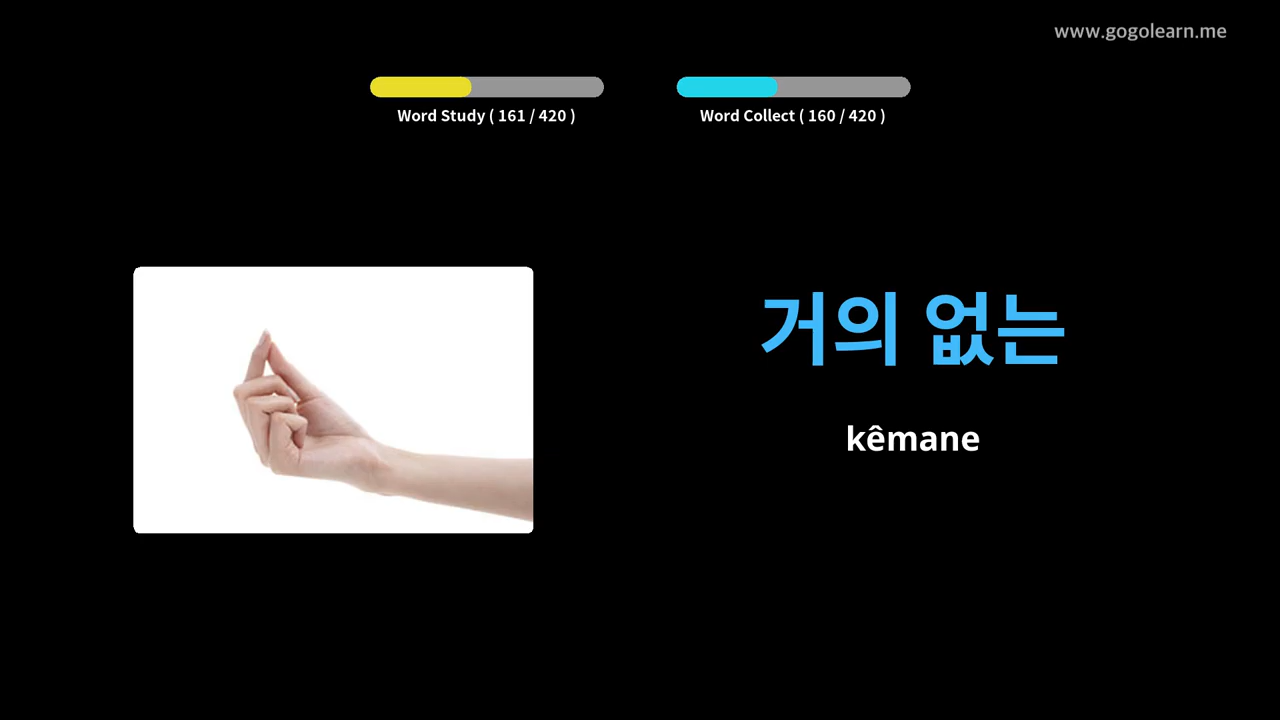 www.gogolearn.me
Word Study ( 161 / 420 )
Word Collect ( 160 / 420 )
거의 없는
kêmane